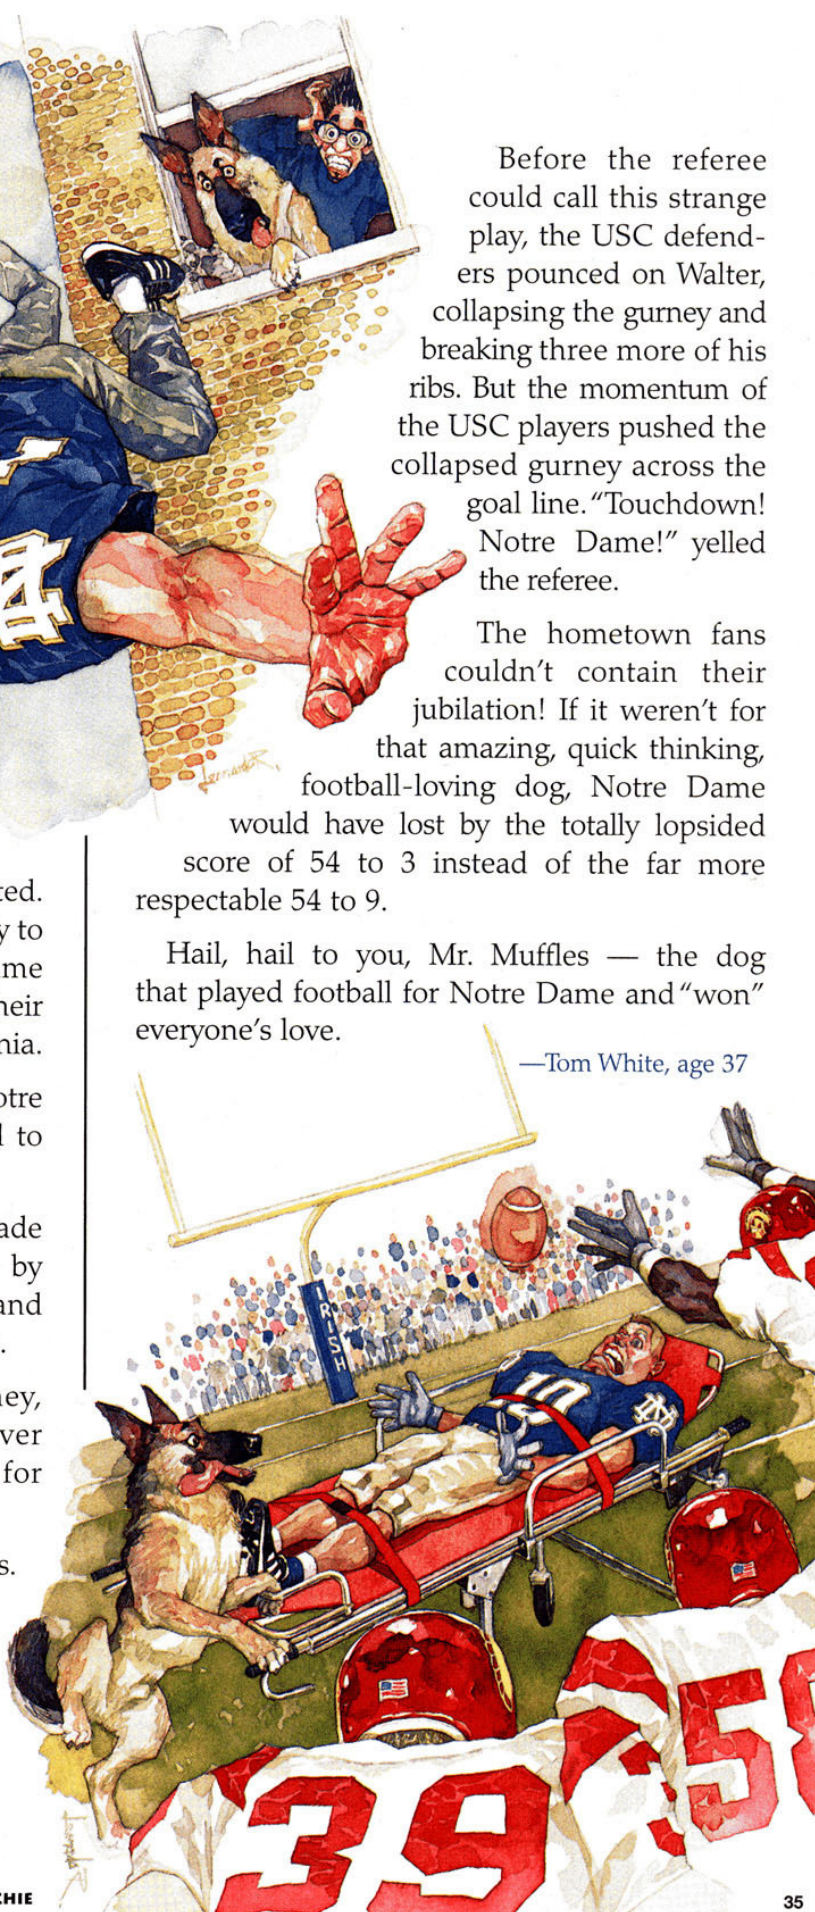 Before the referee
could call this strange
play, the USC defend-
ers pounced on Walter,
collapsing the gurney and
breaking three more of his
ribs. But the momentum of
the USC players pushed the
collapsed gurney across the
goal line. “Touchdown!
Notre Dame!” yelled
the referee.
The hometown fans
couldn’t contain their
jubilation! If it weren’t for
that amazing, quick thinking,
football-loving dog, Notre Dame
would have lost by the totally lopsided
score of 54 to 3 instead of the far more
respectable 54 to 9.
Hail, hail to you, Mr. Muffles — the dog
that played football for Notre Dame and “won”
everyone’s love.
—Tom White, age 37
to
and
by
for
IRISH
10
ND
39
35